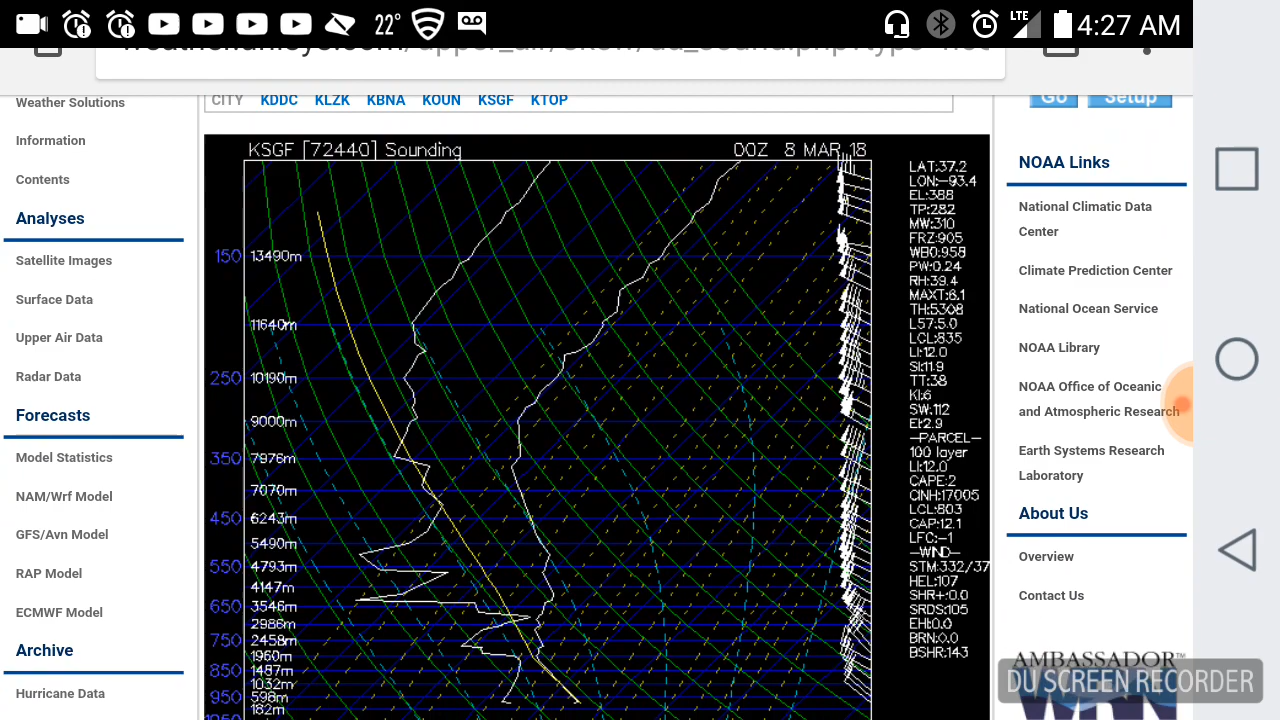 22°
LTE
4:27 AM
CITY KDDC KLZK KBNA KOUN KSGF KTOP
Go Setup
Weather Solutions
Information
Contents
Analyses
Satellite Images
Surface Data
Upper Air Data
Radar Data
Forecasts
Model Statistics
NAM/Wrf Model
GFS/Avn Model
RAP Model
ECMWF Model
Archive
Hurricane Data
KSGF [72440] Sounding
00Z 8 MAR 18
150 13490m
11640m
250 10190m
9000m
350 7976m
7070m
450 6243m
5490m
550 4793m
4147m
650 3546m
2986m
750 2458m
1960m
850 1487m
1032m
950 598m
182m
LAT:37.2
LON:-93.4
EL:388
TP:282
MW:310
FRZ:905
WB0:958
PW:0.24
RH:39.4
MAXT:6.1
TH:5308
L57:5.0
LCL:835
LI:12.0
SI:11.9
TT:38
KI:6
SW:112
EI:2.9
—PARCEL—
100 layer
LI:12.0
CAPE:2
CINH:17005
LCL:803
CAP:12.1
LFC:-1
—WIND—
STM:332/37
HEL:107
SHR+:0.0
SRDS:105
EHI:0.0
BRN:0.0
BSHR:143
NOAA Links
National Climatic Data
Center
Climate Prediction Center
National Ocean Service
NOAA Library
NOAA Office of Oceanic
and Atmospheric Research
Earth Systems Research
Laboratory
About Us
Overview
Contact Us
AMBASSADOR™
DU SCREEN RECORDER